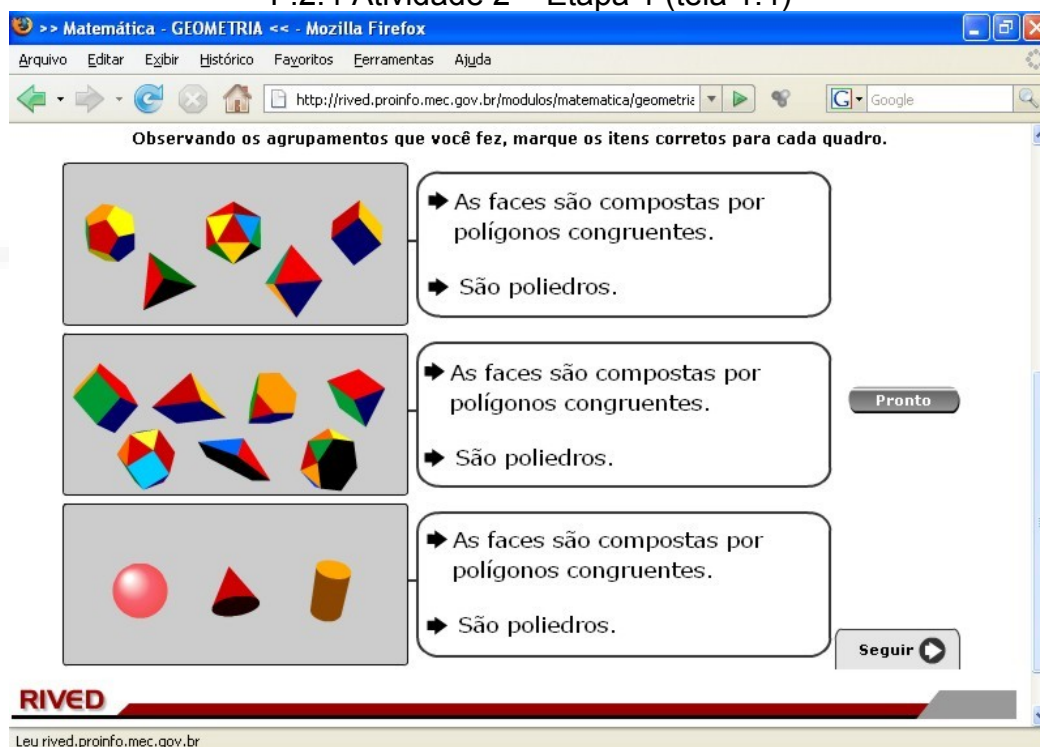 >> Matemática - GEOMETRIA << - Mozilla Firefox
Arquivo Editar Exibir Histórico Favoritos Ferramentas Ajuda
http://rived.proinfo.mec.gov.br/modulos/matematica/geometria
G Google
Observando os agrupamentos que você fez, marque os itens corretos para cada quadro.
As faces são compostas por
polígonos congruentes.
São poliedros.
As faces são compostas por
polígonos congruentes.
São poliedros.
Pronto
As faces são compostas por
polígonos congruentes.
São poliedros.
Seguir
RIVED
Leu rived.proinfo.mec.gov.br